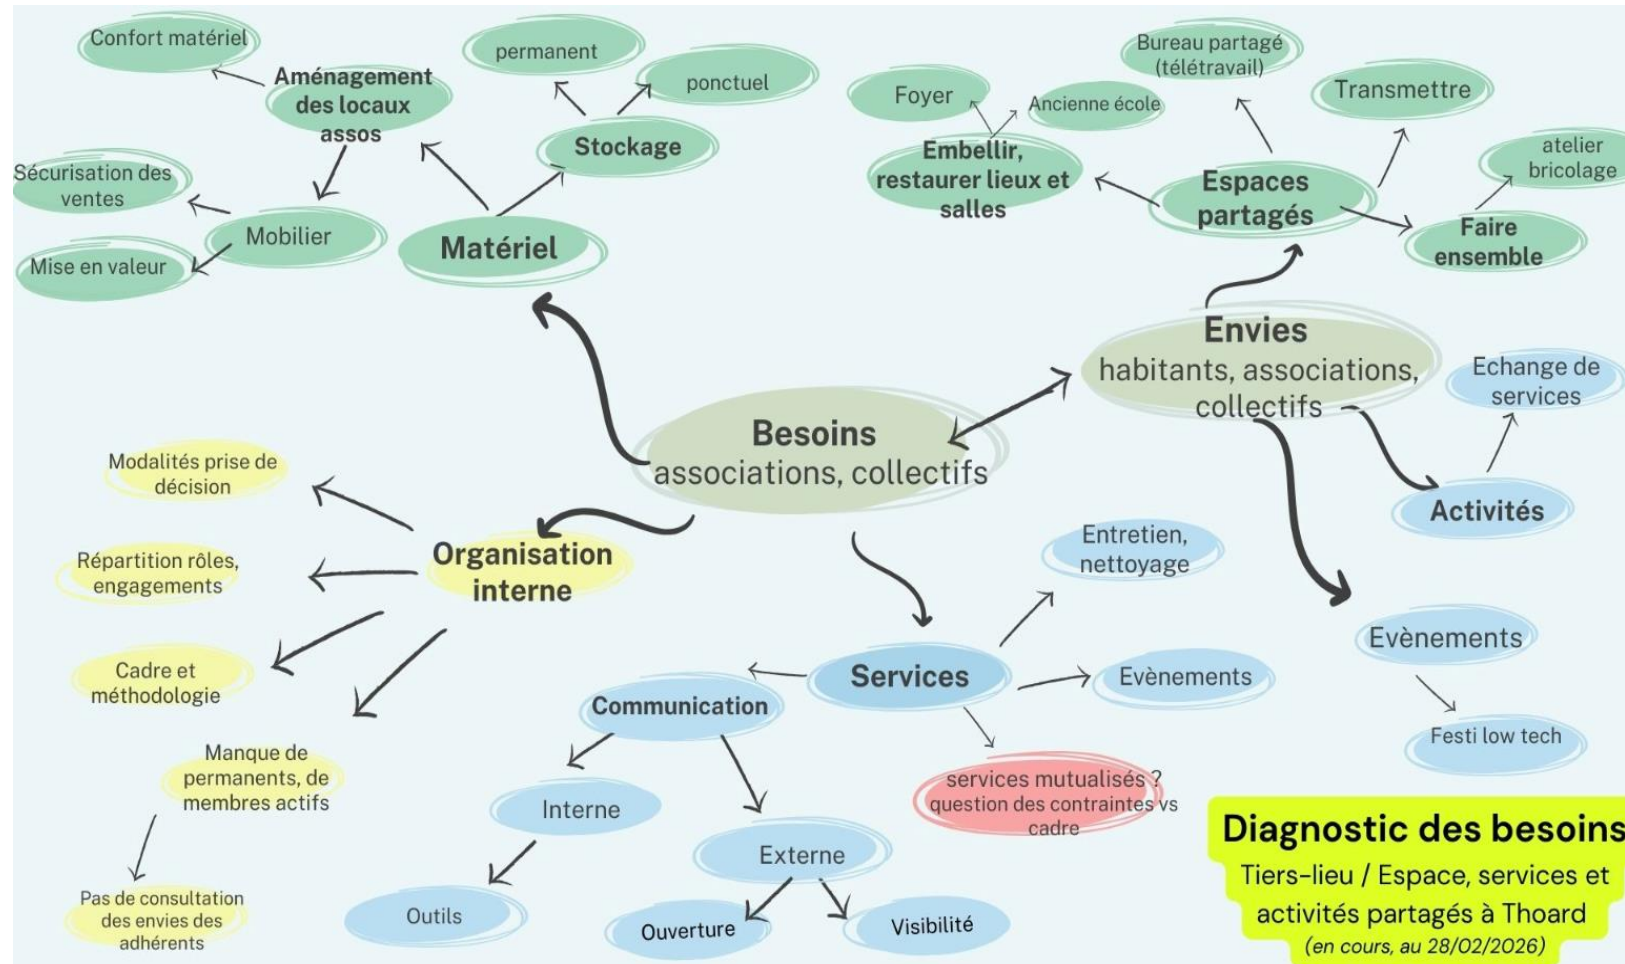 Confort matériel
Aménagement
des locaux
assos
permanent
ponctuel
Stockage
Sécurisation des
ventes
Mobilier
Mise en valeur
Matériel
Foyer
Ancienne école
Bureau partagé
(télétravail)
Transmettre
Embellir,
restaurer lieux et
salles
Espaces
partagés
atelier
bricolage
Faire
ensemble
Envies
habitants, associations,
collectifs
Echange de
services
Activités
Evènements
Festi low tech
Besoins
associations, collectifs
Modalités prise de
décision
Répartition rôles,
engagements
Organisation
interne
Cadre et
méthodologie
Manque de
permanents, de
membres actifs
Pas de consultation
des envies des
adhérents
Services
Entretien,
nettoyage
Evènements
services mutualisés ?
question des contraintes vs
cadre
Communication
Interne
Outils
Externe
Ouverture
Visibilité
Diagnostic des besoins
Tiers-lieu / Espace, services et
activités partagés à Thoard
(en cours, au 28/02/2026)